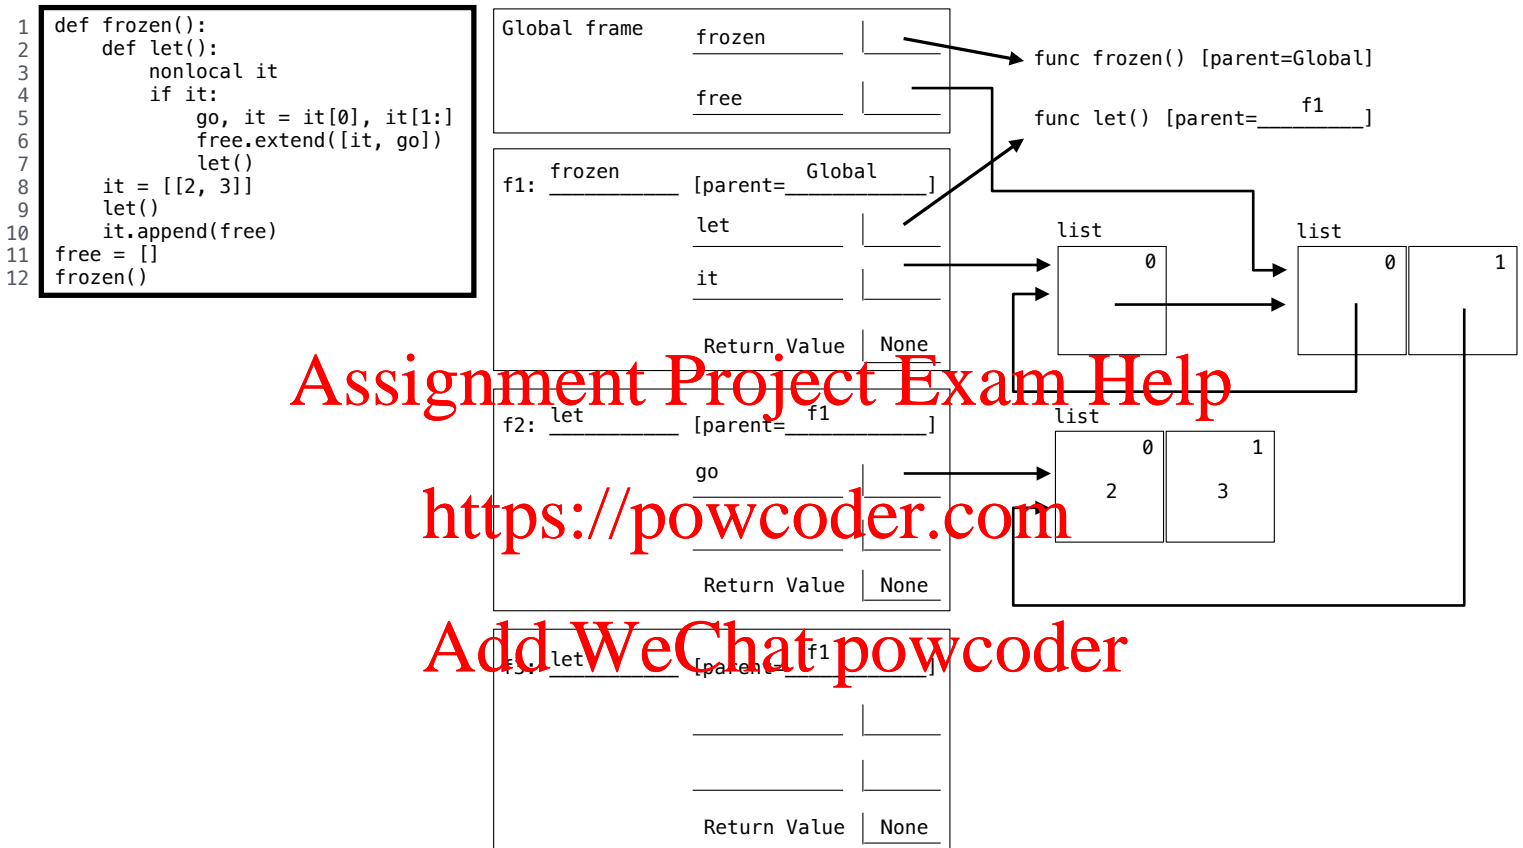 1 def frozen():
2 def let():
3 nonlocal it
4 if it:
5 go, it = it[0], it[1:]
6 free.extend([it, go])
7 let()
8 it = [[2, 3]]
9 let()
10 it.append(free)
11 free = []
12 frozen()
Global frame
frozen
free
func frozen() [parent=Global]
func let() [parent=f1]
f1: frozen [parent=Global]
let
it
Return Value None
list
0
list
0 1
Assignment Project Exam Help
f2: let [parent=f1]
go
list
0 1
2 3
https://powcoder.com
Return Value None
Add WeChat powcoder
f3: let [parent=f1]
Return Value None